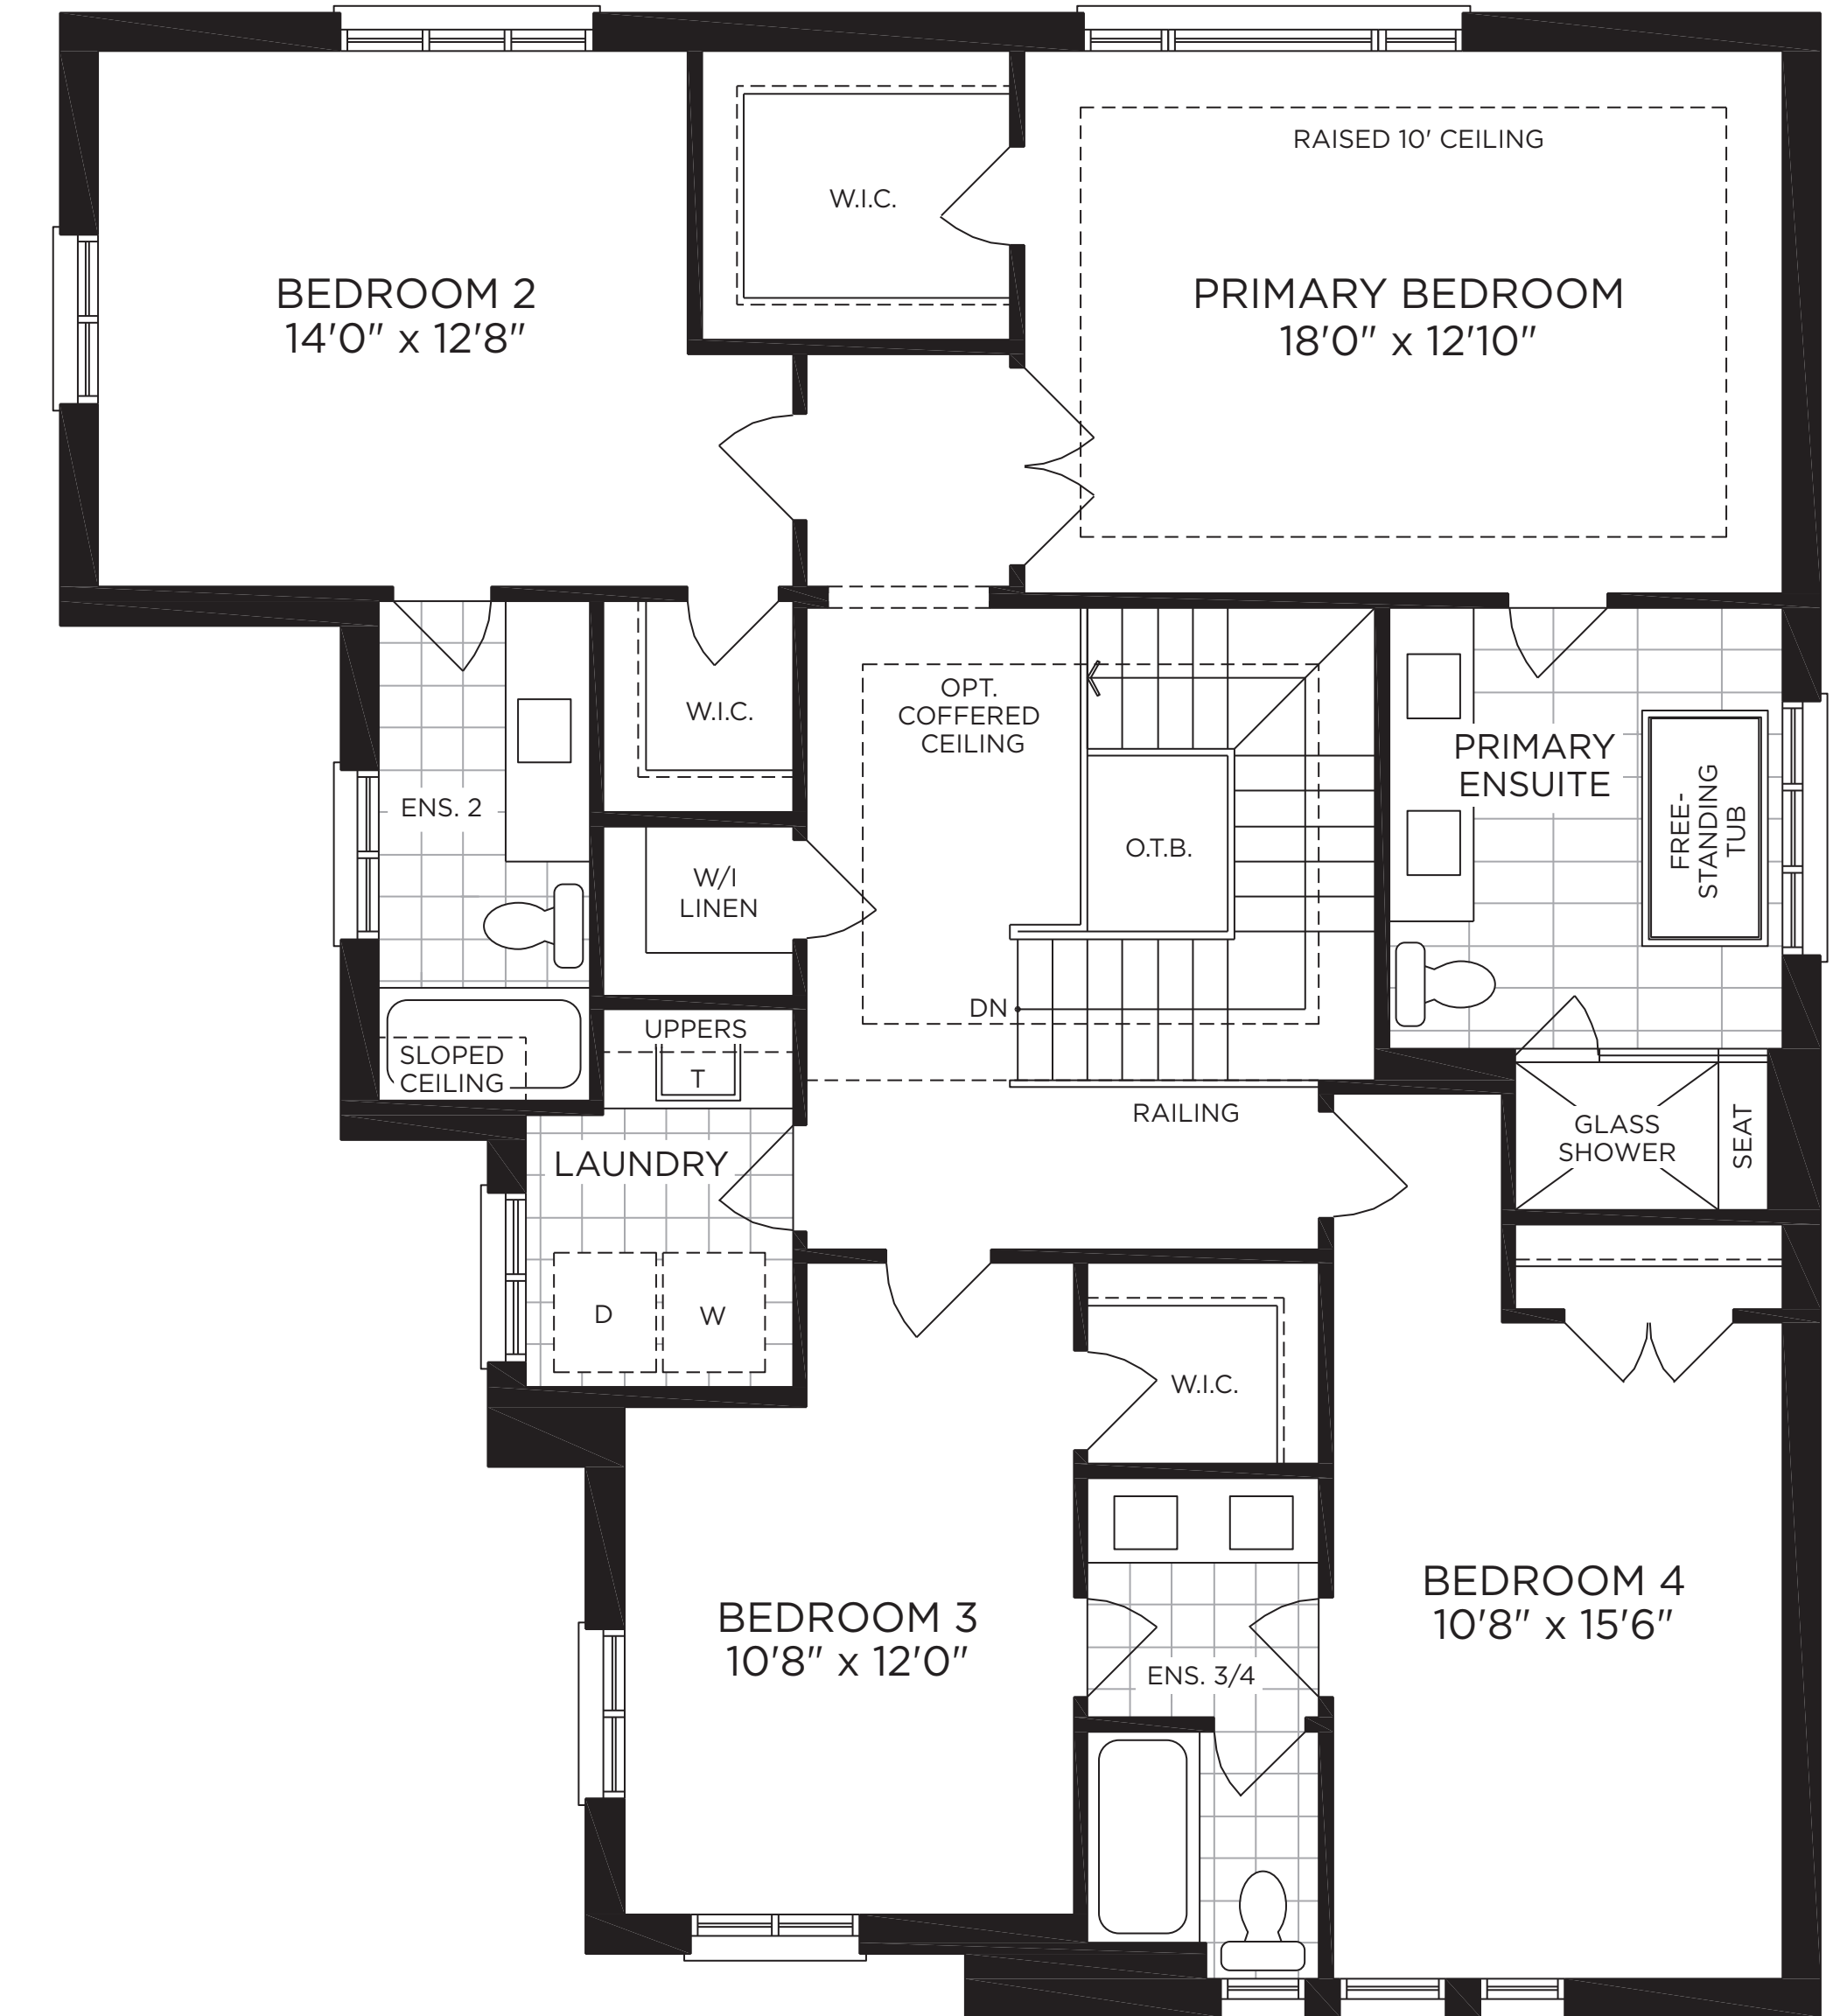 RAISED 10' CEILING
W.I.C.
BEDROOM 2
14'0" x 12'8"
PRIMARY BEDROOM
18'0" x 12'10"
OPT.
COFFERED
CEILING
W.I.C.
PRIMARY
ENSUITE
FREE-
STANDING
TUB
ENS. 2
O.T.B.
W/I
LINEN
DN
UPPERS
T
SLOPED
CEILING
RAILING
GLASS
SHOWER
SEAT
LAUNDRY
D
W
W.I.C.
BEDROOM 3
10'8" x 12'0"
BEDROOM 4
10'8" x 15'6"
ENS. 3/4